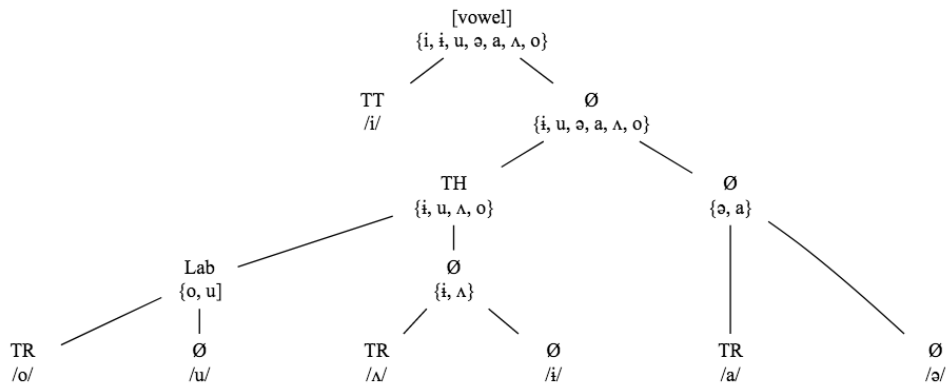 [vowel]
{i, ɨ, u, ə, a, ʌ, o}
TT Ø
/i/ {ɨ, u, ə, a, ʌ, o}
TH Ø
{ɨ, u, ʌ, o} {ə, a}
Lab Ø
{o, u] {ɨ, ʌ}
TR Ø TR Ø TR Ø
/o/ /u/ /ʌ/ /ɨ/ /a/ /ə/